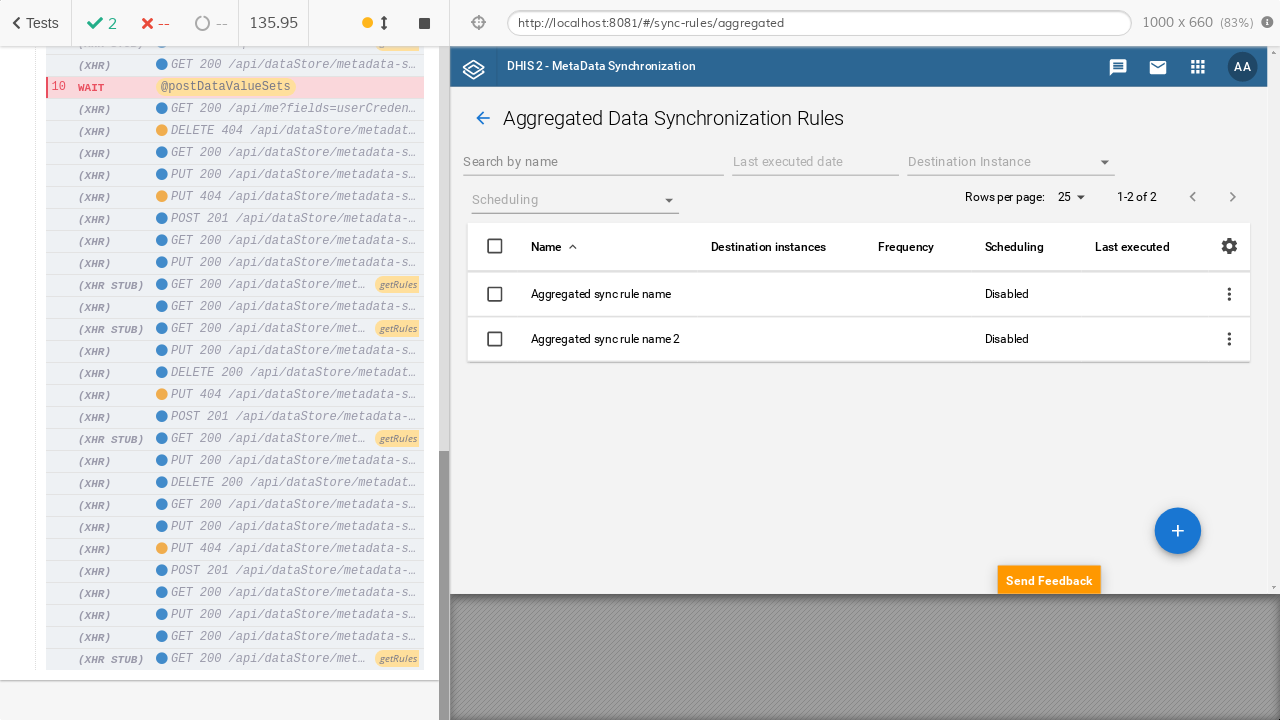 Tests
2
--
--
135.95
http://localhost:8081/#/sync-rules/aggregated
1000 x 660 (83%)
(XHR) GET 200 /api/dataStore/metadata-s…
10 WAIT @postDataValueSets
(XHR) GET 200 /api/me?fields=userCreden…
(XHR) DELETE 404 /api/dataStore/metadat…
(XHR) GET 200 /api/dataStore/metadata-s…
(XHR) PUT 200 /api/dataStore/metadata-s…
(XHR) PUT 404 /api/dataStore/metadata-s…
(XHR) POST 201 /api/dataStore/metadata-…
(XHR) GET 200 /api/dataStore/metadata-s…
(XHR) PUT 200 /api/dataStore/metadata-s…
(XHR STUB) GET 200 /api/dataStore/met… getRules
(XHR) GET 200 /api/dataStore/metadata-s…
(XHR STUB) GET 200 /api/dataStore/met… getRules
(XHR) PUT 200 /api/dataStore/metadata-s…
(XHR) DELETE 200 /api/dataStore/metadata-…
(XHR) PUT 404 /api/dataStore/metadata-s…
(XHR) POST 201 /api/dataStore/metadata-…
(XHR STUB) GET 200 /api/dataStore/met… getRules
(XHR) PUT 200 /api/dataStore/metadata-s…
(XHR) DELETE 200 /api/dataStore/metadata-…
(XHR) GET 200 /api/dataStore/metadata-s…
(XHR) PUT 200 /api/dataStore/metadata-s…
(XHR) PUT 404 /api/dataStore/metadata-s…
(XHR) POST 201 /api/dataStore/metadata-…
(XHR) GET 200 /api/dataStore/metadata-s…
(XHR) PUT 200 /api/dataStore/metadata-s…
(XHR) GET 200 /api/dataStore/metadata-s…
(XHR STUB) GET 200 /api/dataStore/met… getRules
DHIS 2 - MetaData Synchronization
AA
Aggregated Data Synchronization Rules
Search by name
Last executed date
Destination Instance
Scheduling
Rows per page: 25 1-2 of 2
Name Destination instances Frequency Scheduling Last executed
Aggregated sync rule name Disabled
Aggregated sync rule name 2 Disabled
+
Send Feedback